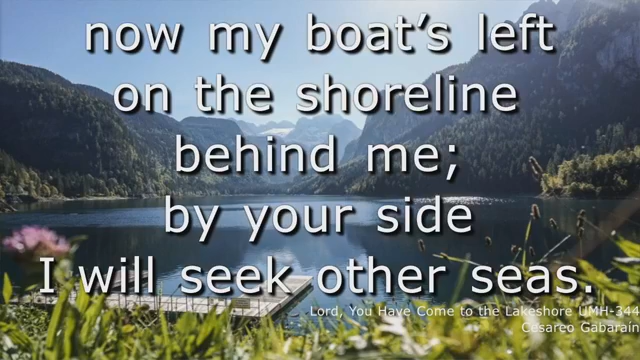 now my boat's left
on the shoreline
behind me;
by your side
I will seek other seas.
Lord, You Have Come to the Lakeshore UMH-344
Cesareo Gabarain